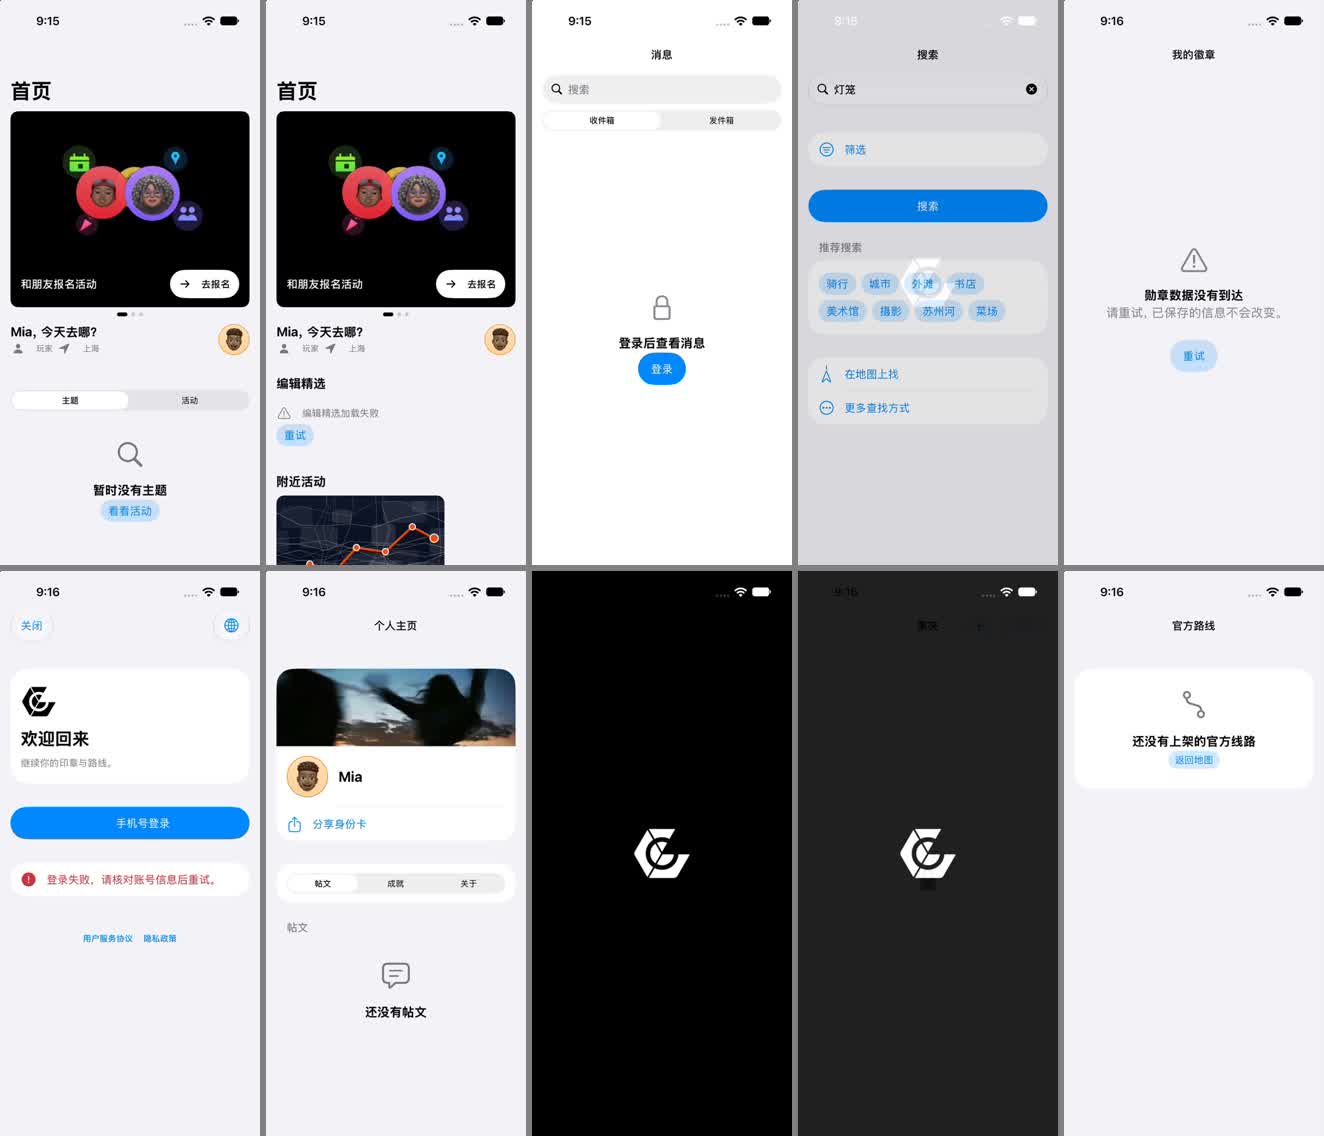 9:15
首页
和朋友报名活动
去报名
Mia, 今天去哪?
玩家
上海
主题
活动
暂时没有主题
看看活动
9:15
首页
和朋友报名活动
去报名
Mia, 今天去哪?
玩家
上海
编辑精选
编辑精选加载失败
重试
附近活动
9:15
消息
搜索
收件箱
发件箱
登录后查看消息
登录
9:16
搜索
灯笼
筛选
搜索
推荐搜索
骑行
城市
外滩
书店
美术馆
摄影
苏州河
菜场
在地图上找
更多查找方式
9:16
我的徽章
勋章数据没有到达
请重试, 已保存的信息不会改变。
重试
9:16
关闭
欢迎回来
继续你的印章与路线。
手机号登录
登录失败, 请核对账号信息后重试。
用户服务协议
隐私政策
9:16
个人主页
Mia
分享身份卡
帖文
成就
关于
帖文
还没有帖文
9:16
9:16
官方路线
还没有上架的官方线路
返回地图